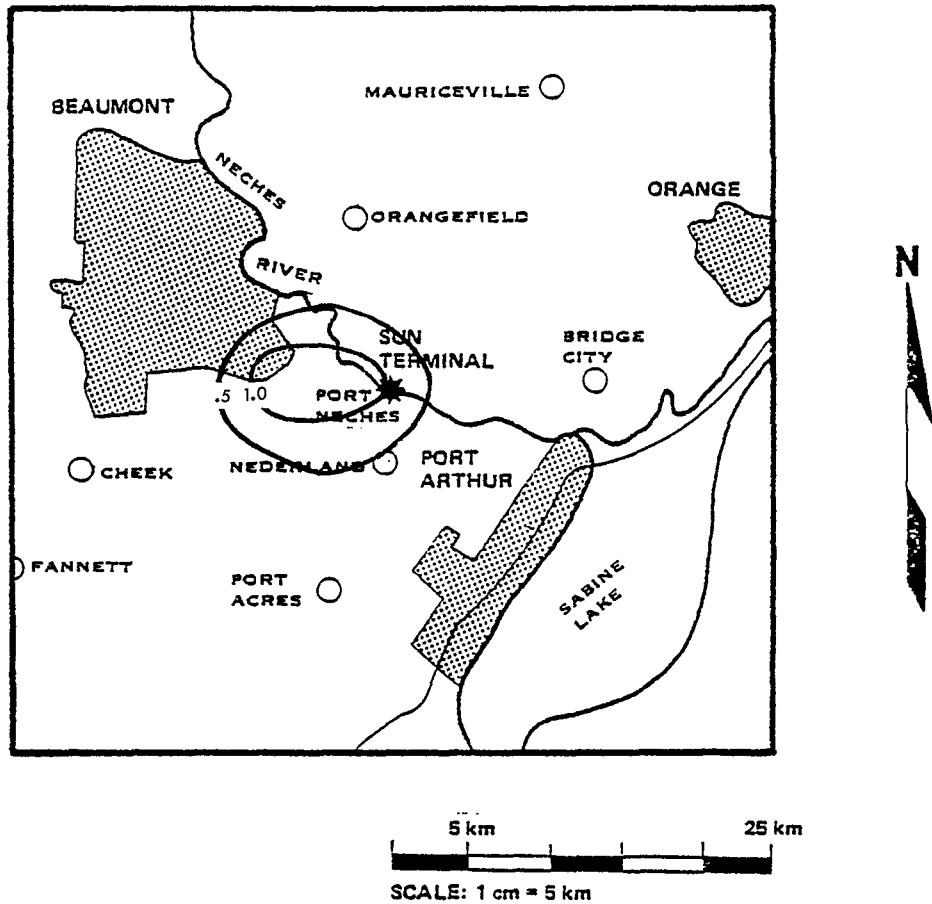 MAURICEVILLE
BEAUMONT
NECHES
RIVER
ORANGE
ORANGEFIELD
N
SUN
TERMINAL
BRIDGE
CITY
.5 1.0
PORT
NECHES
NEDERLAND
PORT
ARTHUR
CHEEK
FANNETT
PORT
ACRES
SABINE
LAKE
5 km 25 km
SCALE: 1 cm = 5 km